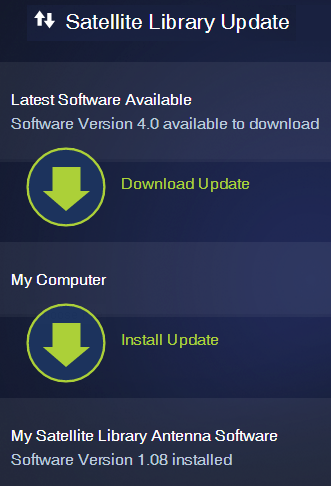 Satellite Library Update
Latest Software Available
Software Version 4.0 available to download
Download Update
My Computer
Install Update
My Satellite Library Antenna Software
Software Version 1.08 installed